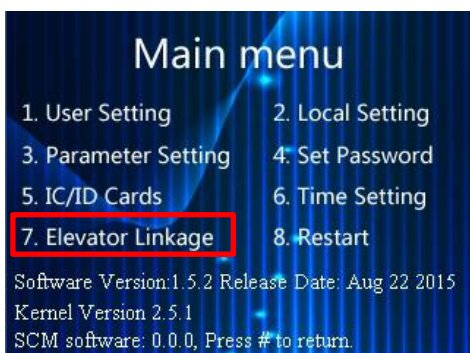 Main menu
1. User Setting 2. Local Setting
3. Parameter Setting 4. Set Password
5. IC/ID Cards 6. Time Setting
7. Elevator Linkage 8. Restart
Software Version:1.5.2 Release Date: Aug 22 2015
Kernel Version 2.5.1
SCM software: 0.0.0, Press # to return.